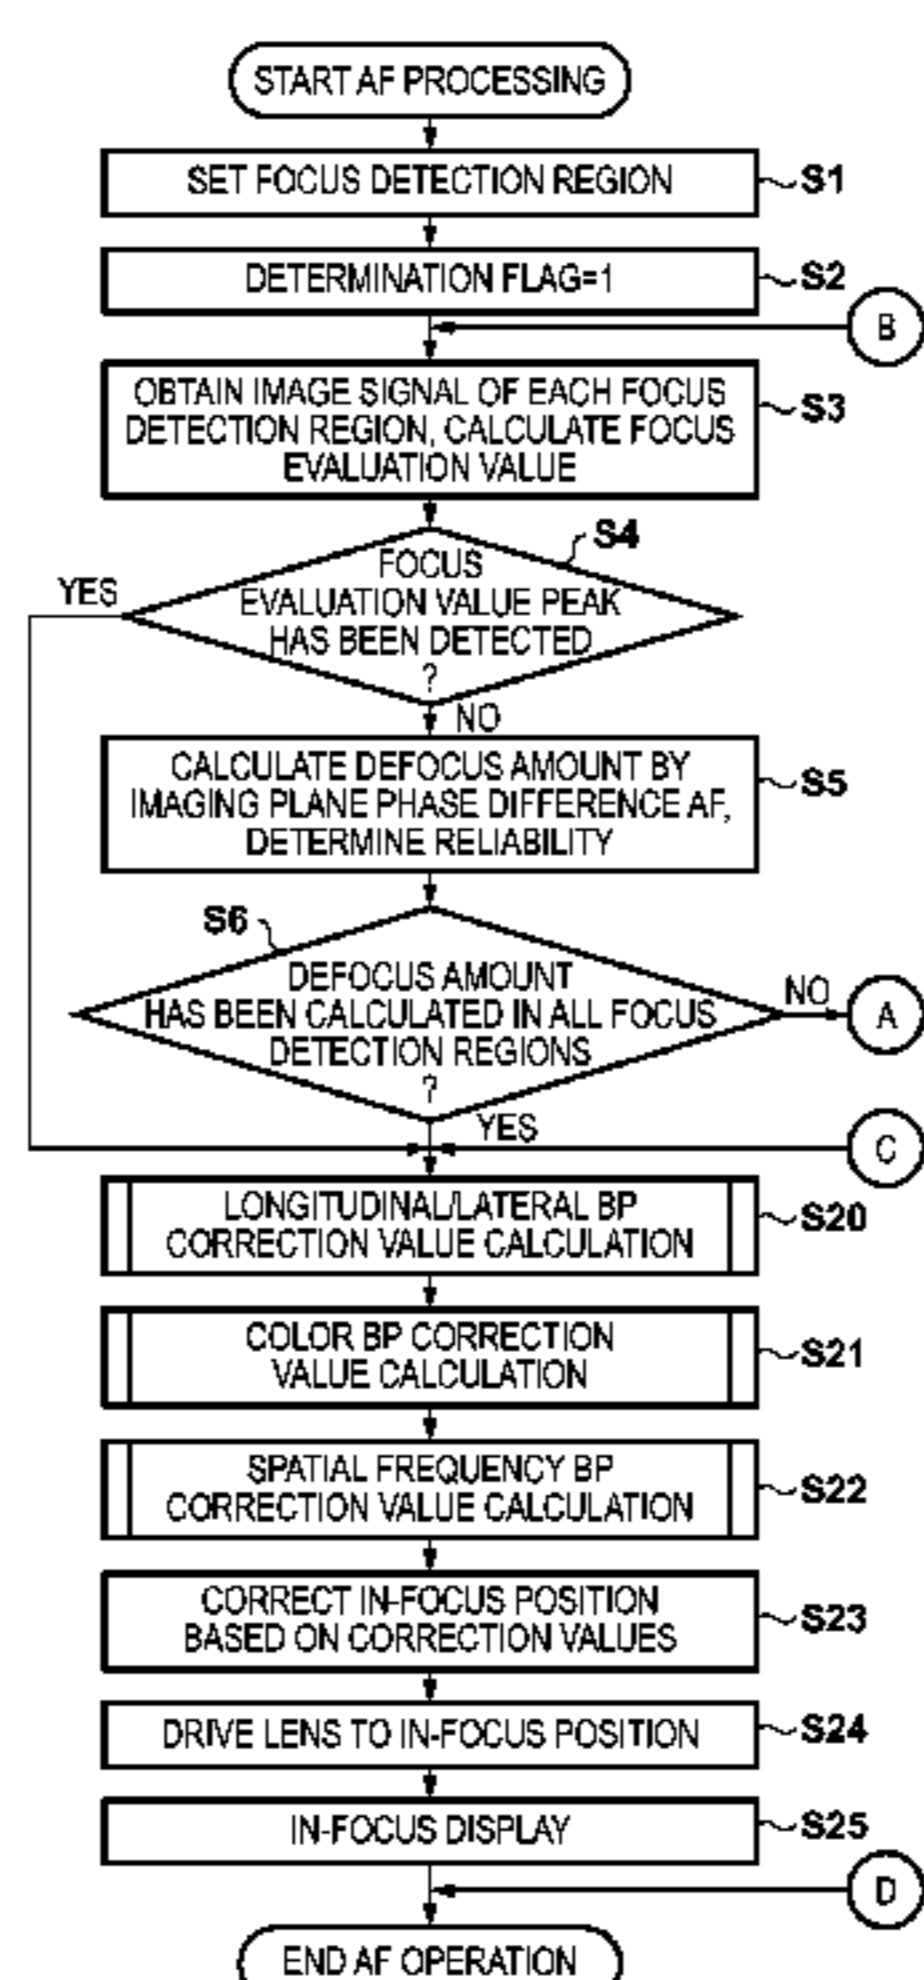 START AF PROCESSING
SET FOCUS DETECTION REGION
S1
DETERMINATION FLAG=1
S2
B
OBTAIN IMAGE SIGNAL OF EACH FOCUS
DETECTION REGION, CALCULATE FOCUS
EVALUATION VALUE
S3
S4
FOCUS
EVALUATION VALUE PEAK
HAS BEEN DETECTED
?
YES
NO
CALCULATE DEFOCUS AMOUNT BY
IMAGING PLANE PHASE DIFFERENCE AF,
DETERMINE RELIABILITY
S5
S6
DEFOCUS AMOUNT
HAS BEEN CALCULATED IN ALL FOCUS
DETECTION REGIONS
?
NO
A
YES
C
LONGITUDINAL/LATERAL BP
CORRECTION VALUE CALCULATION
S20
COLOR BP CORRECTION
VALUE CALCULATION
S21
SPATIAL FREQUENCY BP
CORRECTION VALUE CALCULATION
S22
CORRECT IN-FOCUS POSITION
BASED ON CORRECTION VALUES
S23
DRIVE LENS TO IN-FOCUS POSITION
S24
IN-FOCUS DISPLAY
S25
D
END AF OPERATION